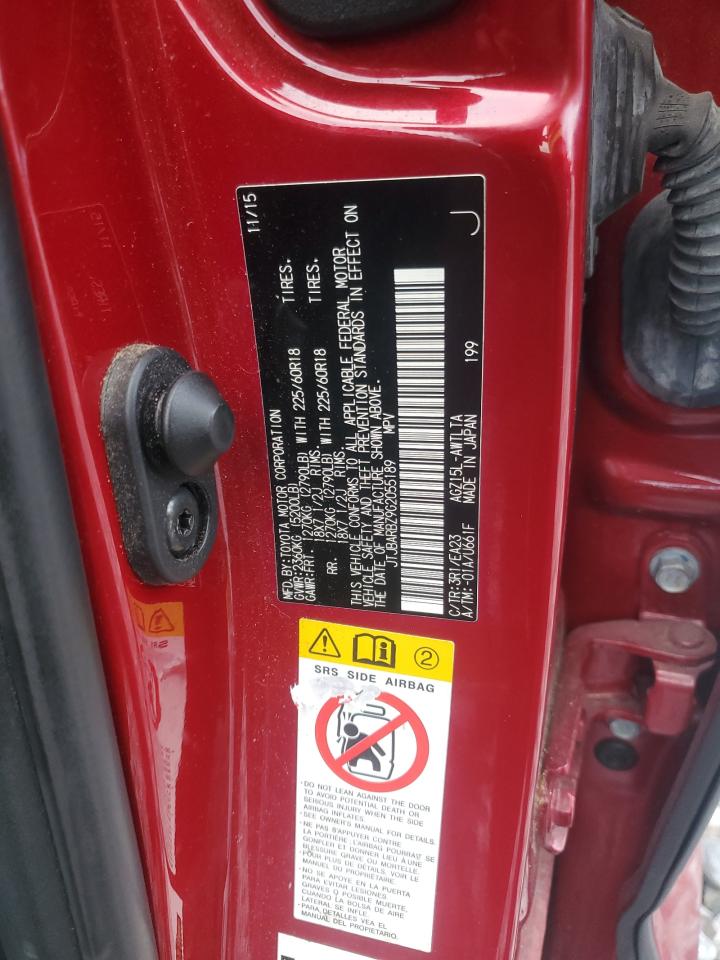 11/15
MFD.BY:TOYOTA MOTOR CORPORATION
GVWR:2360KG (5200LB)
GAWR:FRT. 1270KG (2790LB) WITH 225/60R18 TIRES.
18X7 1/2J RIMS.
RR. 1270KG (2790LB) WITH 225/60R18 TIRES.
18X7 1/2J RIMS.
THIS VEHICLE CONFORMS TO ALL APPLICABLE FEDERAL MOTOR
VEHICLE SAFETY AND THEFT PREVENTION STANDARDS IN EFFECT ON
THE DATE OF MANUFACTURE SHOWN ABOVE.
JTJBARBZ9G2055189 MPV
J
C/TR:3R1/EA23 AGZ15L-AWTLTA 199
A/TM:-01A/U661F MADE IN JAPAN
2
SRS SIDE AIRBAG
·DO NOT LEAN AGAINST THE DOOR
TO AVOID POTENTIAL DEATH OR
SERIOUS INJURY WHEN THE SIDE
AIRBAG INFLATES.
·SEE OWNER'S MANUAL FOR DETAILS.
·NE PAS S'APPUYER CONTRE
LA PORTIÈRE; L'AIRBAG POURRAIT SE
GONFLER ET DONNER LIEU À UNE
BLESSURE GRAVE OU MORTELLE.
·POUR PLUS DE DÉTAILS, VOIR LE
MANUEL DU PROPRIÉTAIRE.
·NO SE APOYE EN LA PUERTA
PARA EVITAR LESIONES
GRAVES O POSIBLE MUERTE,
CUANDO LA BOLSA DE AIRE
LATERAL SE INFLE.
·PARA DETALLES VEA EL
MANUAL DEL PROPIETARIO.